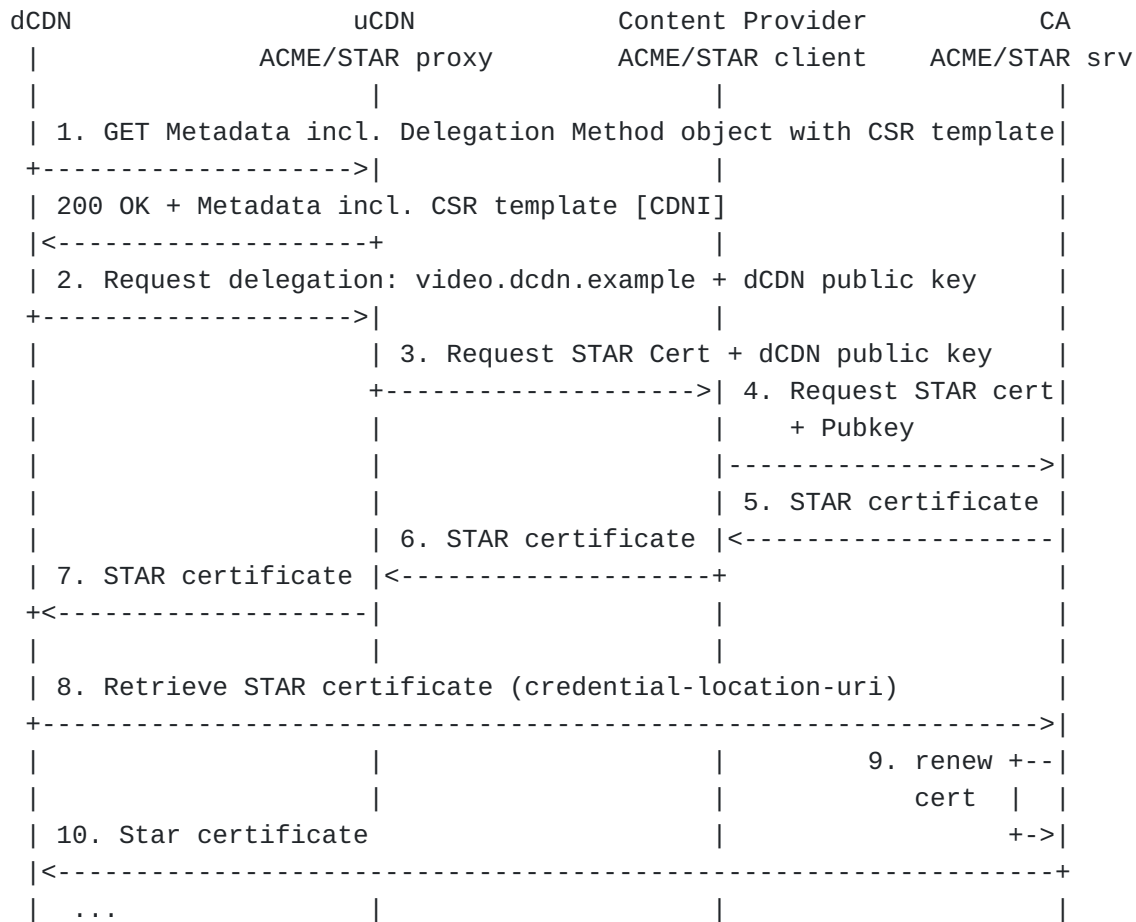 dCDN                  uCDN             Content Provider           CA
 |              ACME/STAR proxy        ACME/STAR client    ACME/STAR srv
 |                     |                     |                     |
 | 1. GET Metadata incl. Delegation Method object with CSR template|
 +-------------------->|                     |                     |
 | 200 OK + Metadata incl. CSR template [CDNI]                     |
 |<--------------------+                     |                     |
 | 2. Request delegation: video.dcdn.example + dCDN public key     |
 +-------------------->|                     |                     |
 |                     | 3. Request STAR Cert + dCDN public key    |
 |                     +-------------------->| 4. Request STAR cert|
 |                     |                     |    + Pubkey         |
 |                     |                     |-------------------->|
 |                     |                     | 5. STAR certificate |
 |                     | 6. STAR certificate |<--------------------|
 | 7. STAR certificate |<--------------------+                     |
 +<--------------------|                     |                     |
 |                     |                     |                     |
 | 8. Retrieve STAR certificate (credential-location-uri)          |
 +---------------------------------------------------------------->|
 |                     |                     |         9. renew +--|
 |                     |                     |            cert  |  |
 | 10. Star certificate                      |                  +->|
 |<----------------------------------------------------------------+
 |  ...                |                     |                     |